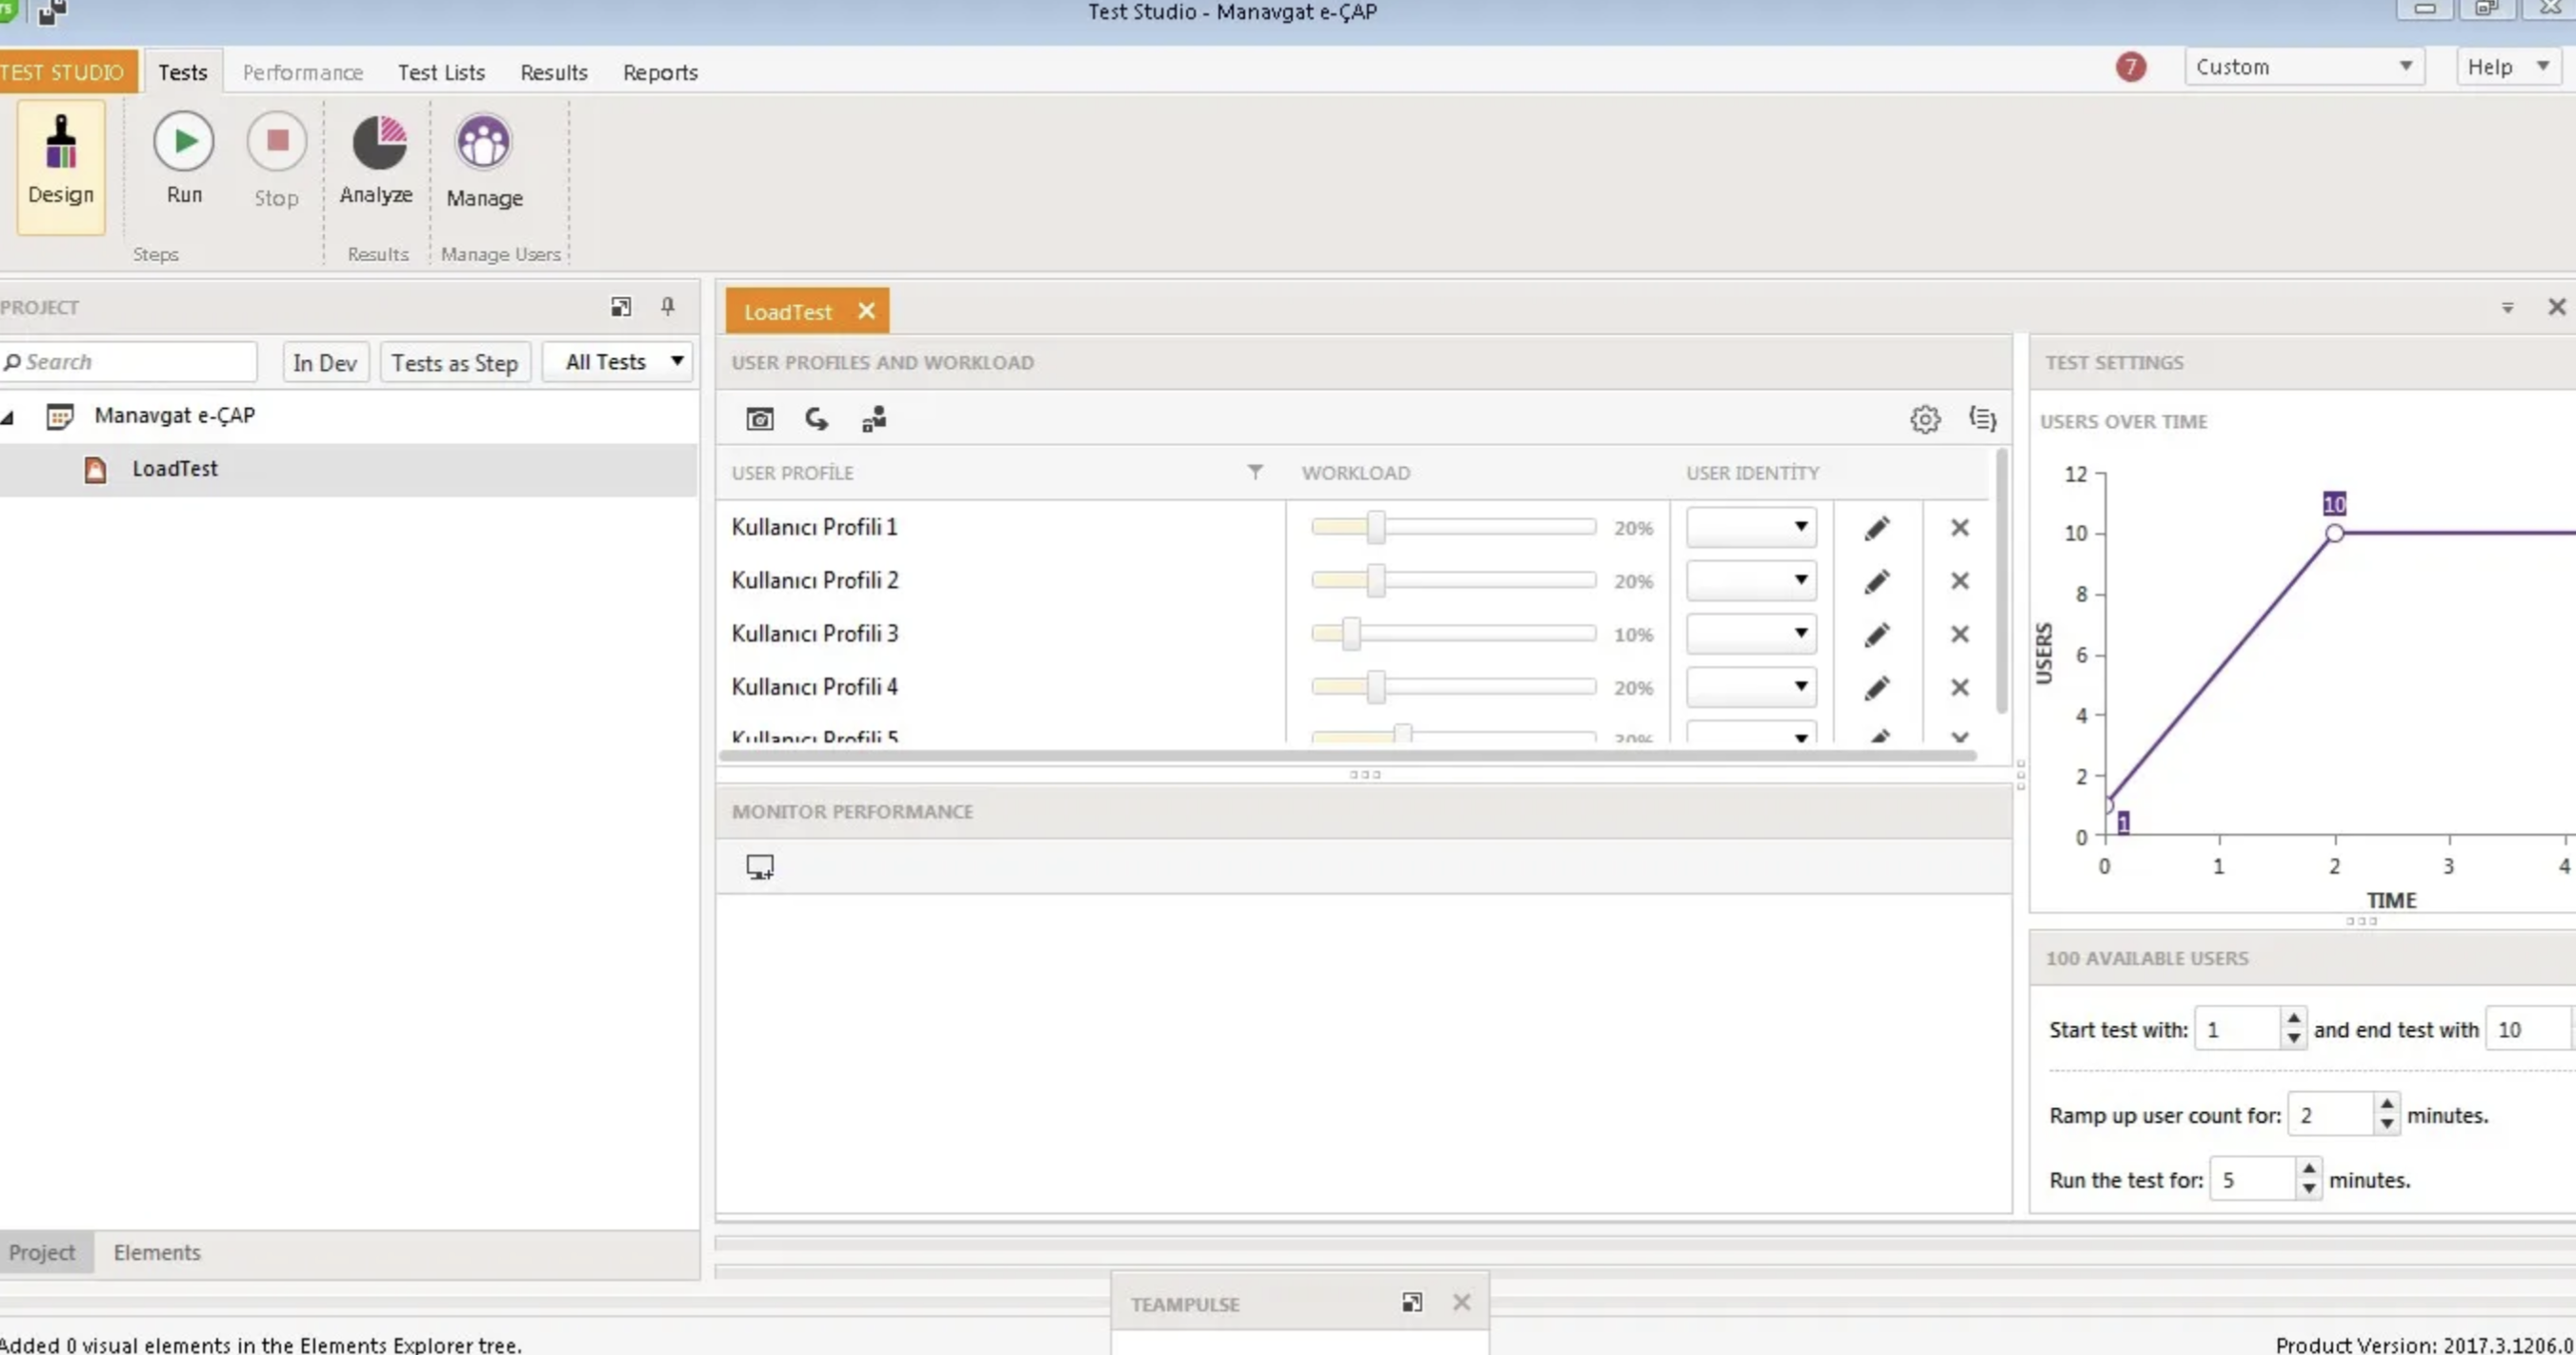 Test Studio - Manavgat e-ÇAP
TEST STUDIO Tests Performance Test Lists Results Reports 7 Custom Help
Design Run Stop Analyze Manage
Steps Results Manage Users
PROJECT
Search In Dev Tests as Step All Tests
Manavgat e-ÇAP
LoadTest
LoadTest
USER PROFILES AND WORKLOAD
USER PROFİLE WORKLOAD USER IDENTİTY
Kullanıcı Profili 1 20%
Kullanıcı Profili 2 20%
Kullanıcı Profili 3 10%
Kullanıcı Profili 4 20%
Kullanıcı Profili 5 30%
MONITOR PERFORMANCE
TEST SETTINGS
USERS OVER TIME
12
10
8
6
4
2
0
USERS
10
1
0 1 2 3 4
TIME
100 AVAILABLE USERS
Start test with: 1 and end test with 10
Ramp up user count for: 2 minutes.
Run the test for: 5 minutes.
Project Elements
TEAMPULSE
Added 0 visual elements in the Elements Explorer tree.
Product Version: 2017.3.1206.0